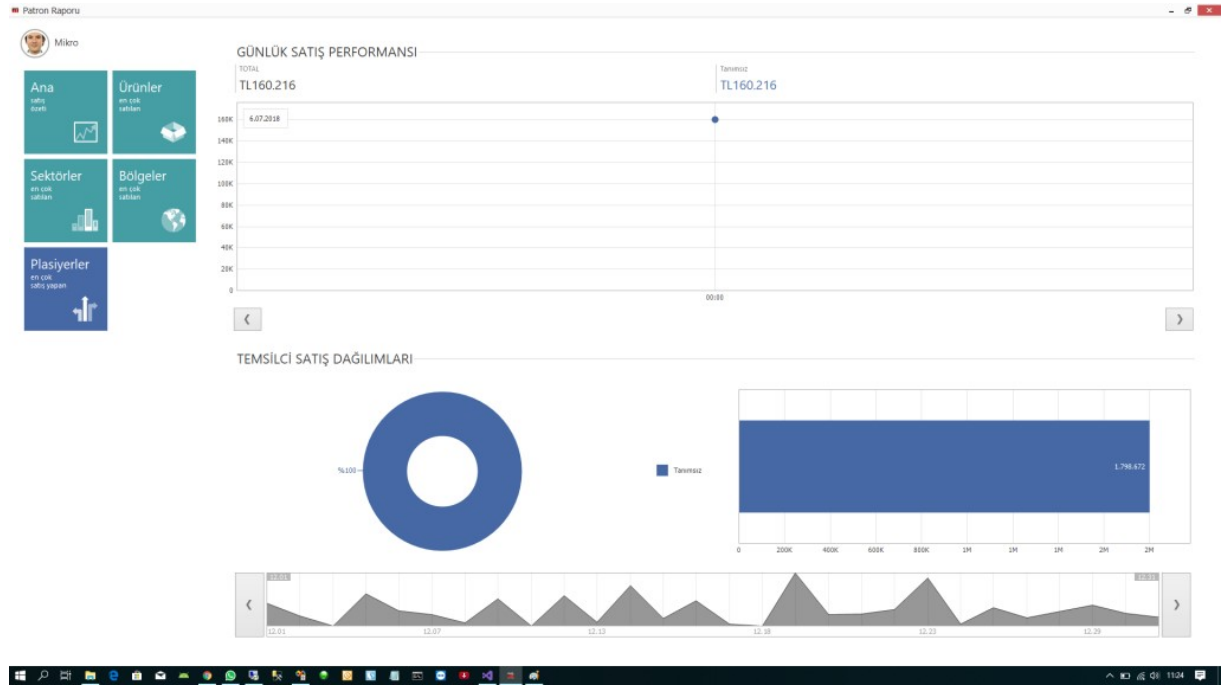 Patron Raporu
Mikro
Ana
satış
özeti
Ürünler
en çok
satılan
Sektörler
en çok
satılan
Bölgeler
en çok
satılan
Plasiyerler
en çok
satış yapan
GÜNLÜK SATIŞ PERFORMANSI
TOTAL
TL160.216
Tanımsız
TL160.216
6.07.2018
160K
140K
120K
100K
80K
60K
40K
20K
0
00:00
TEMSİLCİ SATIŞ DAĞILIMLARI
%100
Tanımsız
1.798.672
0 200K 400K 600K 800K 1M 1M 1M 2M 2M
12.01 12.31
12.01 12.07 12.13 12.18 12.23 12.29
11:24